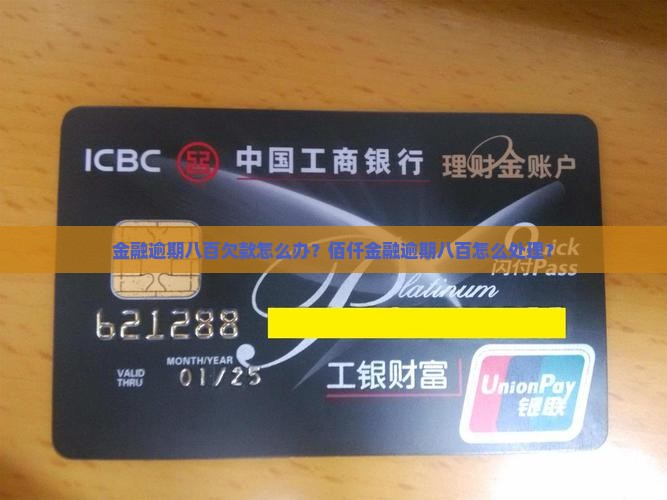 ICBC 中国工商银行 理财金账户
金融逾期八百欠款怎么办？佰仟金融逾期八百怎么处理？
Quick
闪付Pass
Platinum
621288
MONTH/YEAR
VALID THRU 01/25
工银财富
UnionPay
银联